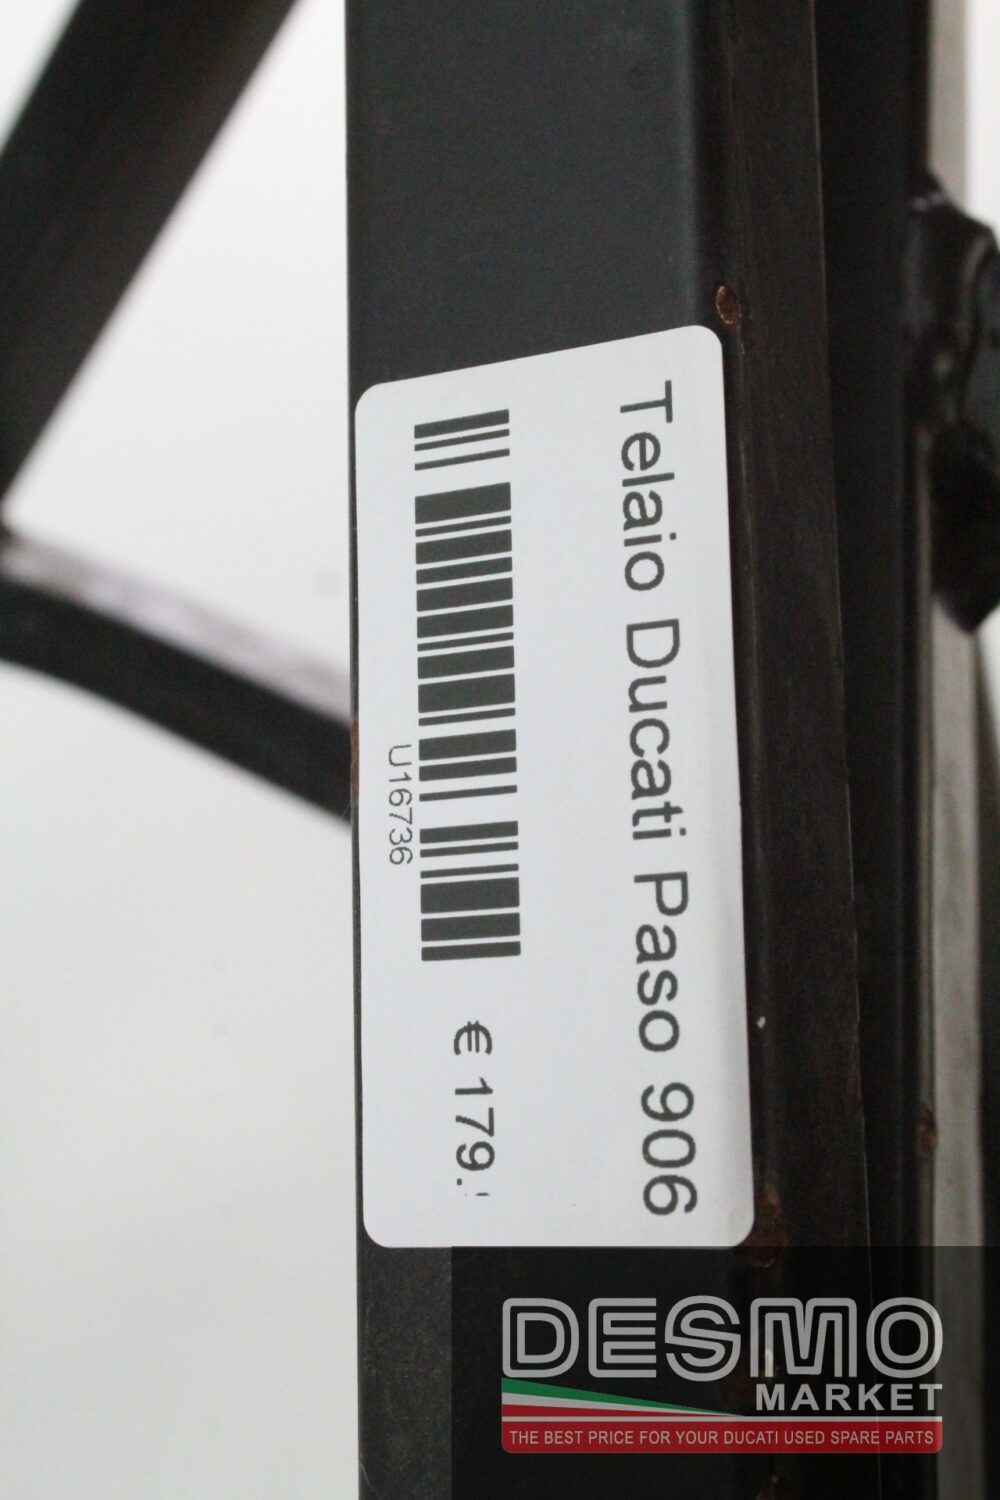 Telaio Ducati Paso 906
U16736
€ 179.
DESMO
MARKET
THE BEST PRICE FOR YOUR DUCATI USED SPARE PARTS